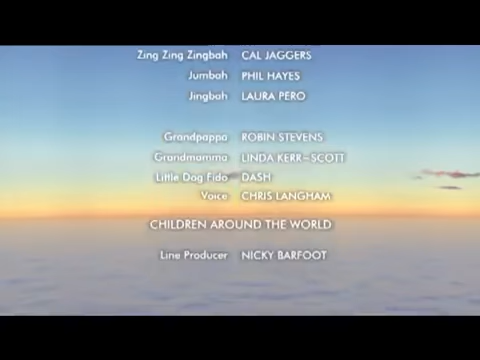 Zing Zing Zingbah CAL JAGGERS
Jumbah PHIL HAYES
Jingbah LAURA PERO
Grandpappa ROBIN STEVENS
Grandmamma LINDA KERR-SCOTT
Little Dog Fido DASH
Voice CHRIS LANGHAM
CHILDREN AROUND THE WORLD
Line Producer NICKY BARFOOT